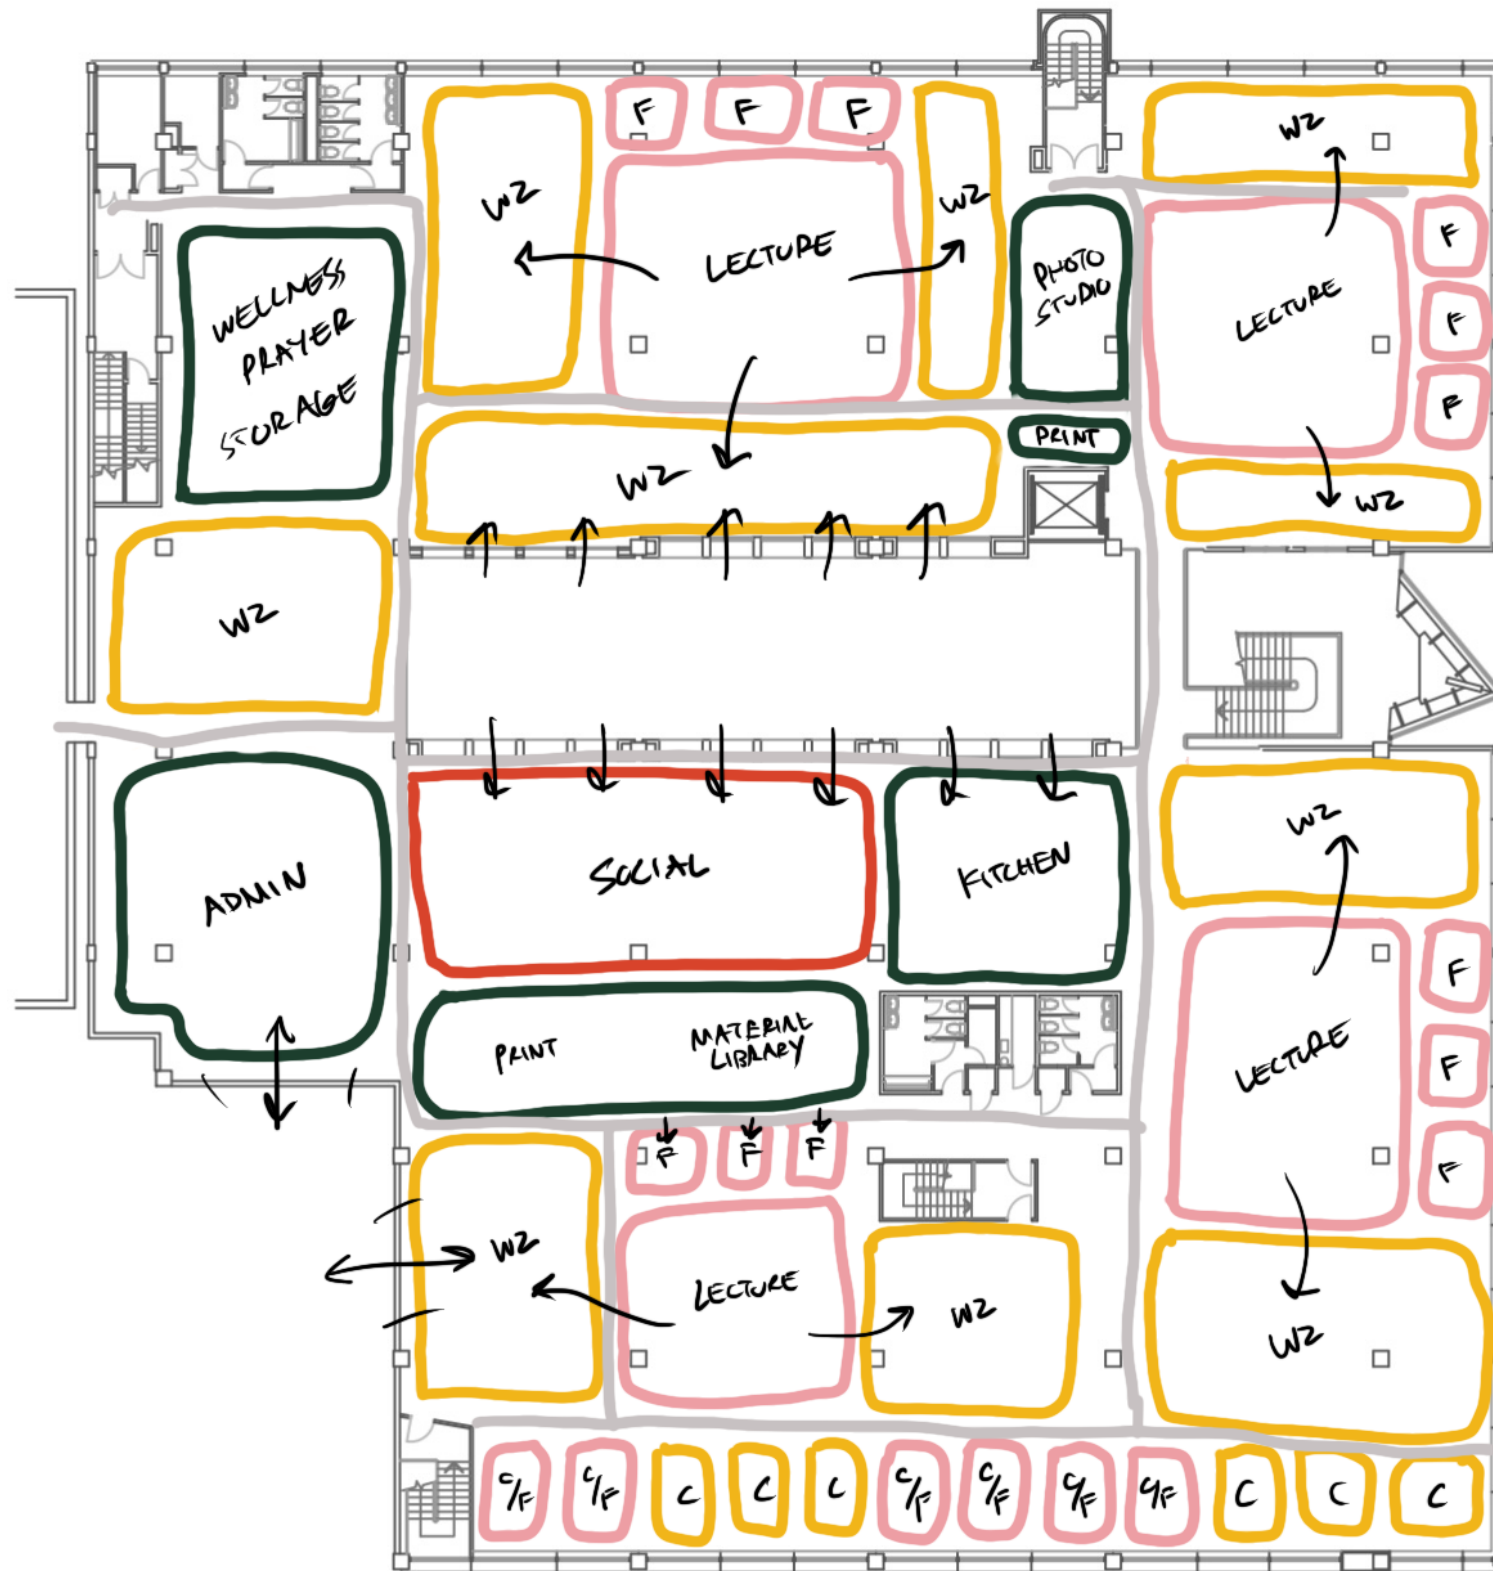 F
F
F
WZ
WZ
LECTURE
WZ
F
PHOTO
STUDIO
LECTURE
F
F
WELLNESS
PRAYER
STORAGE
PRINT
WZ
WZ
WZ
SOCIAL
KITCHEN
WZ
ADMIN
F
PRINT
MATERIAL
LIBRARY
LECTURE
F
F
F
F
F
WZ
LECTURE
WZ
WZ
C/F
C/F
C
C
C
C/F
C/F
C/F
C/F
C
C
C